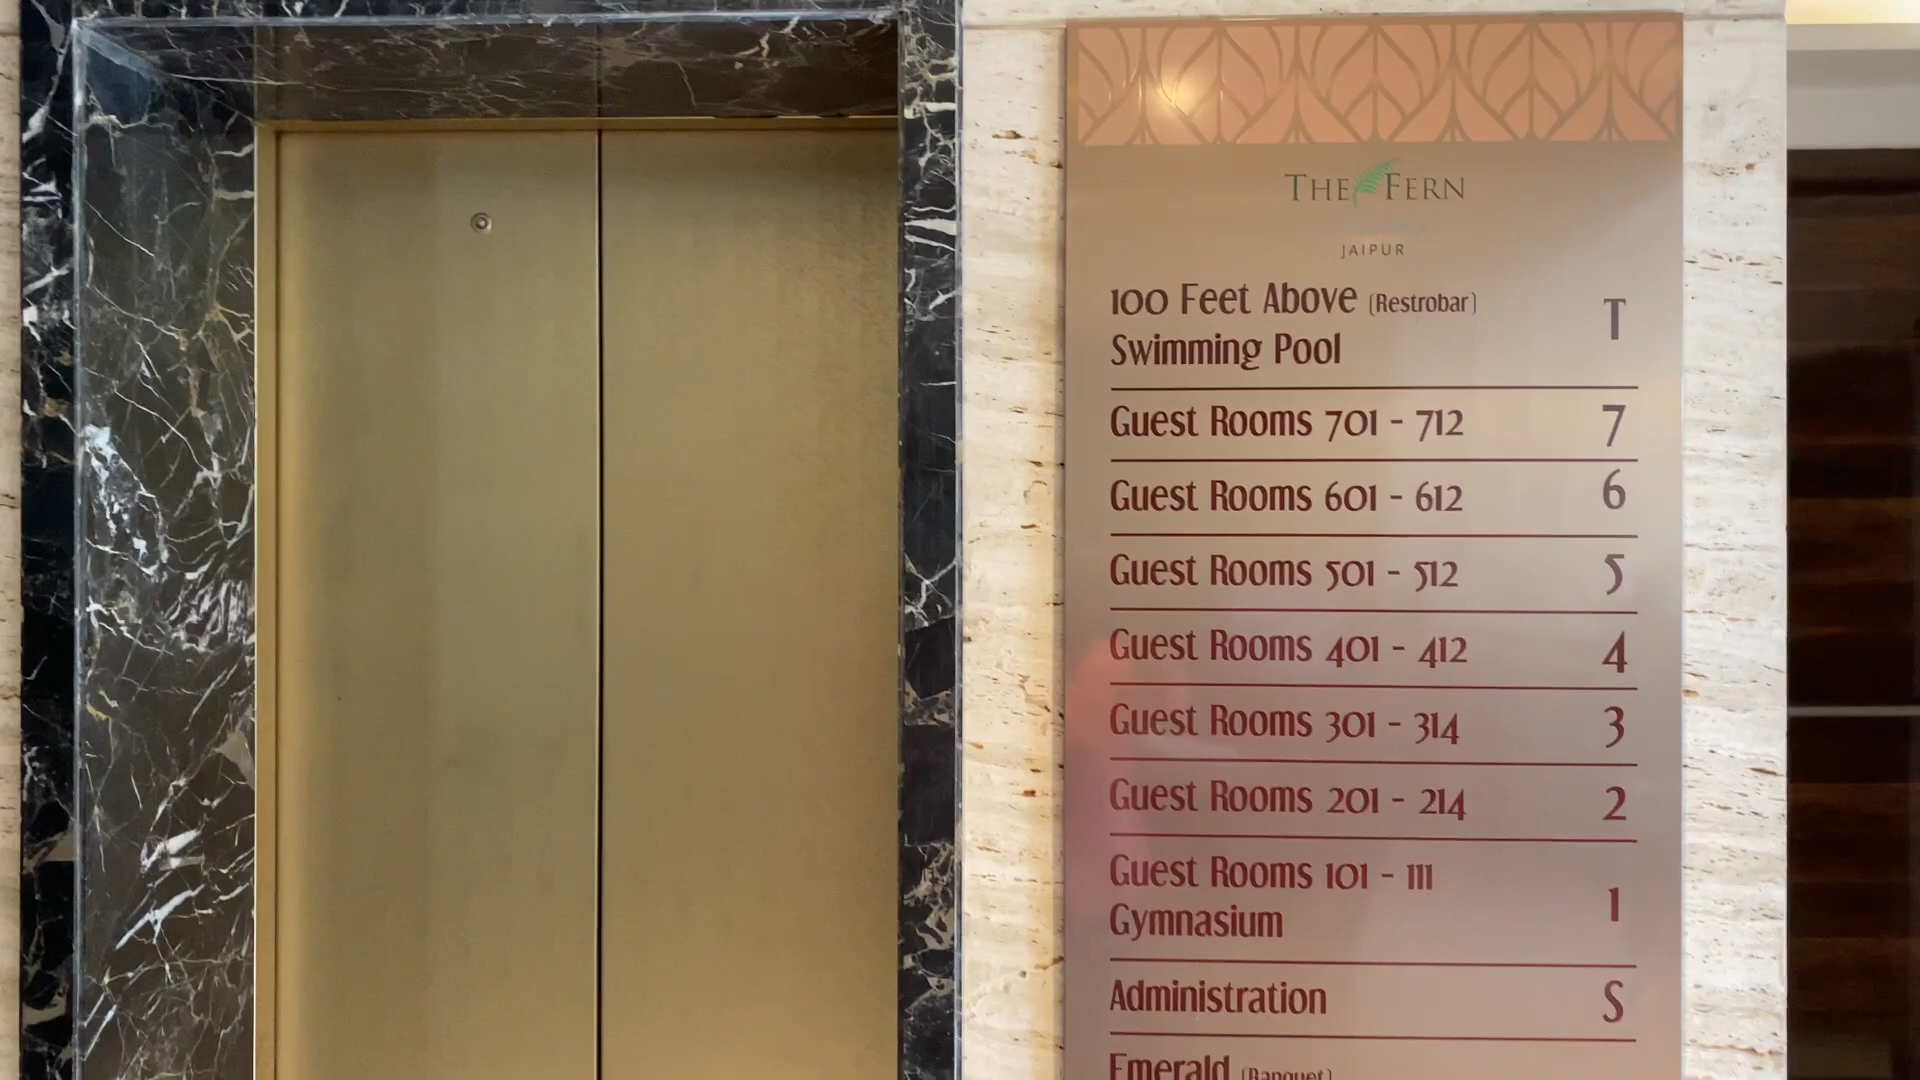 THE FERN
JAIPUR
100 Feet Above (Restrobar)
Swimming Pool
T
Guest Rooms 701 - 712
7
Guest Rooms 601 - 612
6
Guest Rooms 501 - 512
5
Guest Rooms 401 - 412
4
Guest Rooms 301 - 314
3
Guest Rooms 201 - 214
2
Guest Rooms 101 - 111
Gymnasium
1
Administration
S
Emerald (Banquet)